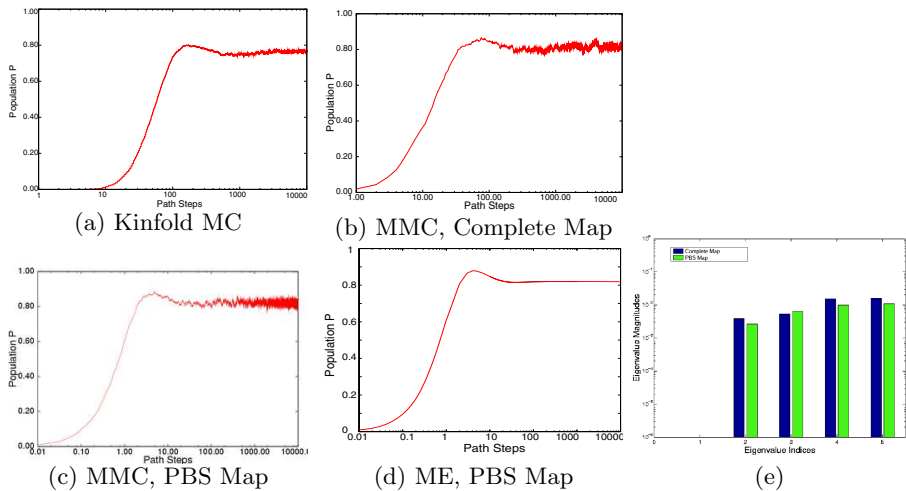 1.00
0.80
0.60
0.40
0.20
0.00
Population P
1 10 100 1000 10000
Path Steps
(a) Kinfold MC
1.00
0.80
0.60
0.40
0.20
0.00
Population P
1.00 10.00 100.00 1000.00 10000
Path Steps
(b) MMC, Complete Map
1.00
0.80
0.60
0.40
0.20
0.00
Population P
0.01 0.10 1.00 10.00 100.00 1000.00 10000.0
Path Steps
(c) MMC, PBS Map
1
0.8
0.6
0.4
0.2
0
Population P
0.01 0.1 1 10 100 1000 10000
Path Steps
(d) ME, PBS Map
Complete Map
PBS Map
Eigenvalue Magnitudes
0 1 2 3 4
Eigenvalue Indices
(e)